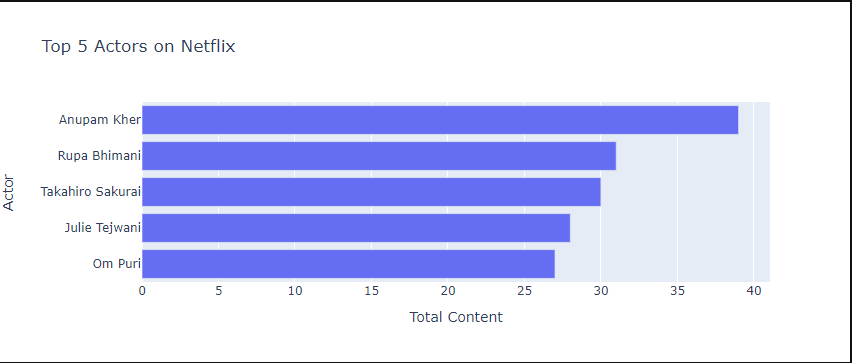 Top 5 Actors on Netflix
Actor
Anupam Kher
Rupa Bhimani
Takahiro Sakurai
Julie Tejwani
Om Puri
0 5 10 15 20 25 30 35 40
Total Content